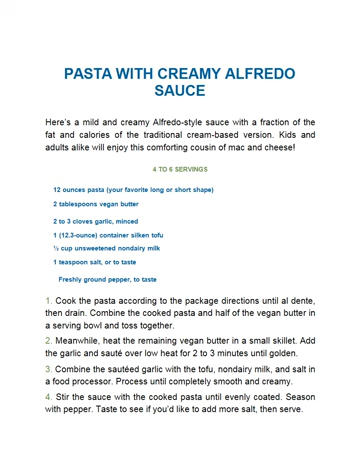 PASTA WITH CREAMY ALFREDO
SAUCE
Here's a mild and creamy Alfredo-style sauce with a fraction of the
fat and calories of the traditional cream-based version. Kids and
adults alike will enjoy this comforting cousin of mac and cheese!
4 TO 6 SERVINGS
12 ounces pasta (your favorite long or short shape)
2 tablespoons vegan butter
2 to 3 cloves garlic, minced
1 (12.3-ounce) container silken tofu
½ cup unsweetened nondairy milk
1 teaspoon salt, or to taste
Freshly ground pepper, to taste
1. Cook the pasta according to the package directions until al dente,
then drain. Combine the cooked pasta and half of the vegan butter in
a serving bowl and toss together.
2. Meanwhile, heat the remaining vegan butter in a small skillet. Add
the garlic and sauté over low heat for 2 to 3 minutes until golden.
3. Combine the sautéed garlic with the tofu, nondairy milk, and salt in
a food processor. Process until completely smooth and creamy.
4. Stir the sauce with the cooked pasta until evenly coated. Season
with pepper. Taste to see if you'd like to add more salt, then serve.